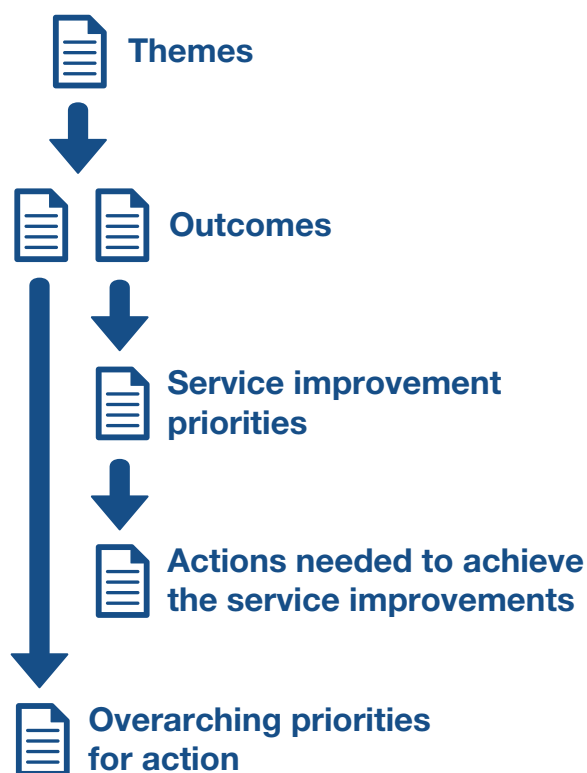 Themes
Outcomes
Service improvement
priorities
Actions needed to achieve
the service improvements
Overarching priorities
for action